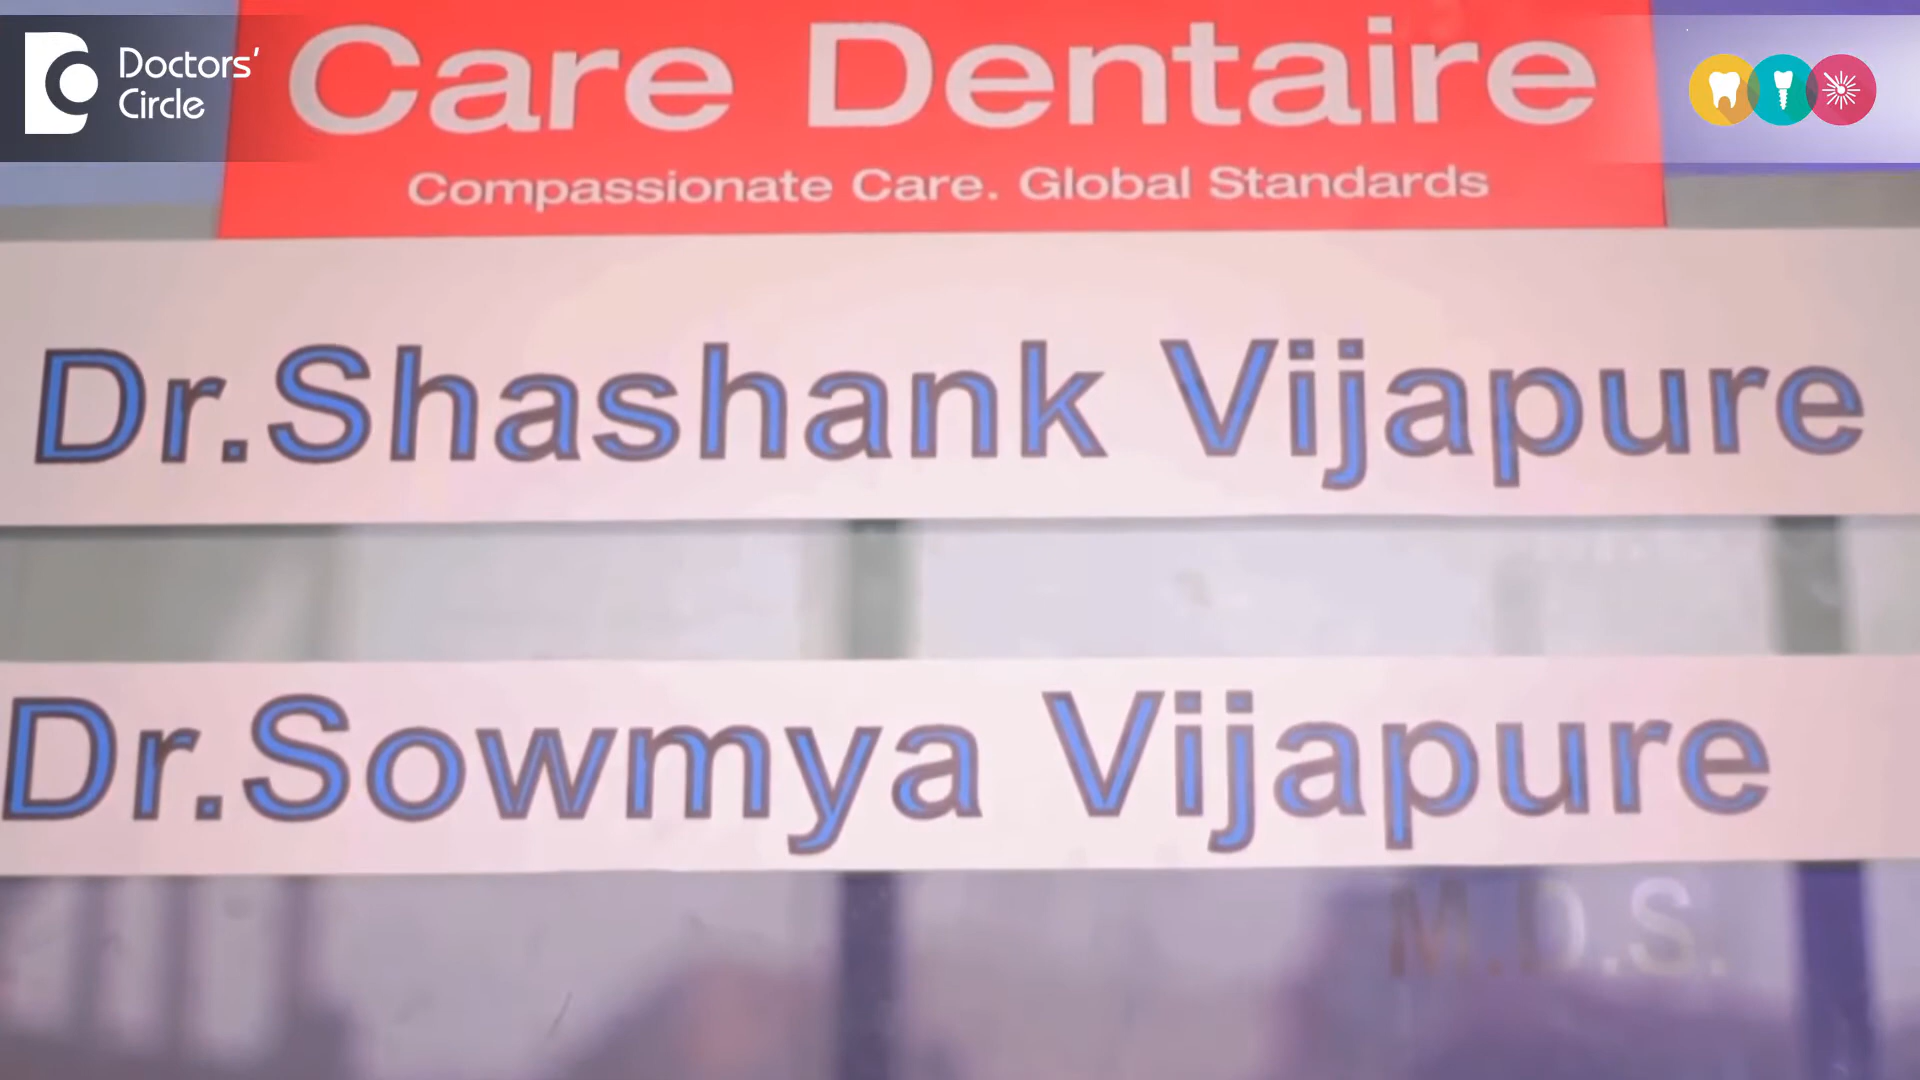 Doctors'
Circle
Care Dentaire
Compassionate Care. Global Standards
Dr.Shashank Vijapure
Dr.Sowmya Vijapure
M.D.S.